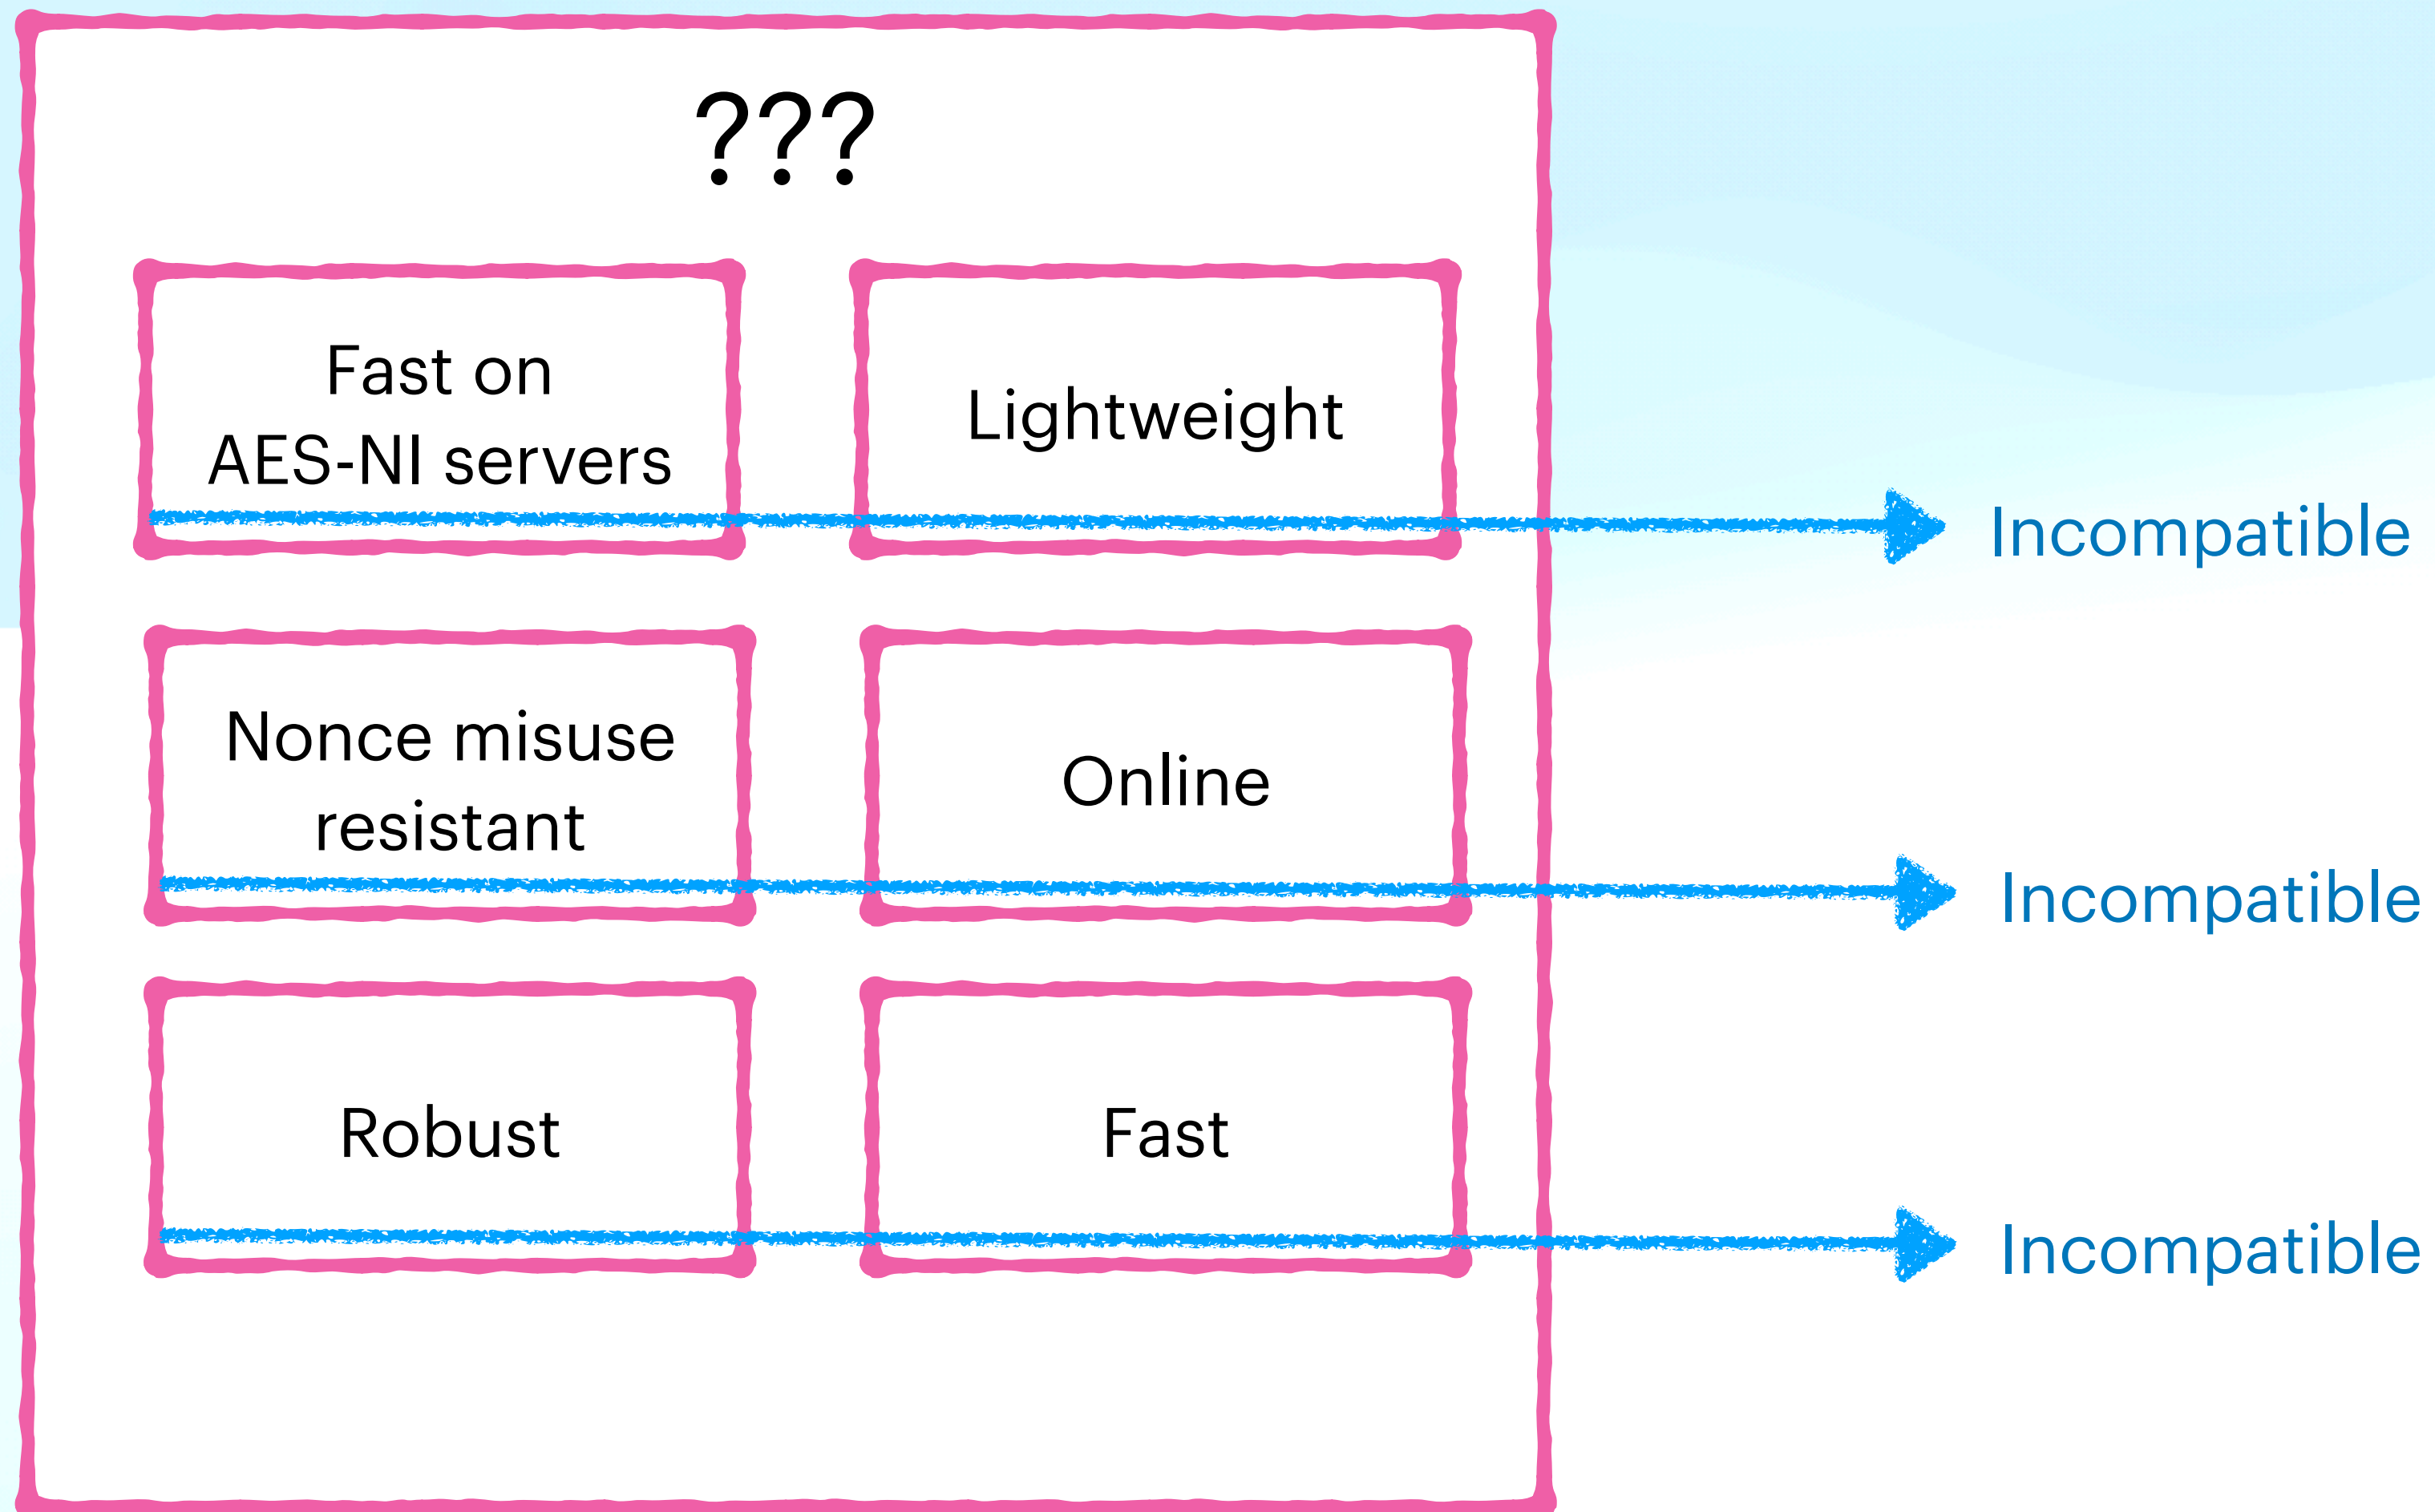 ???
Fast on
AES-NI servers
Lightweight
Incompatible
Nonce misuse
resistant
Online
Incompatible
Robust
Fast
Incompatible